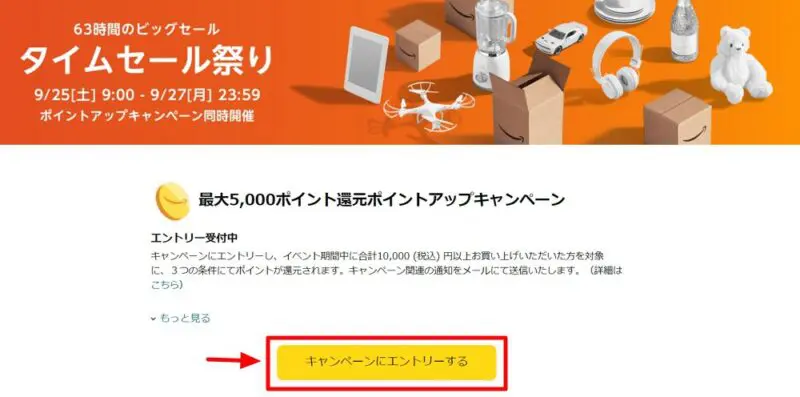 63時間のビッグセール
タイムセール祭り
9/25[土] 9:00 - 9/27[月] 23:59
ポイントアップキャンペーン同時開催
最大5,000ポイント還元ポイントアップキャンペーン
エントリー受付中
キャンペーンにエントリーし、イベント期間中に合計10,000 (税込) 円以上お買い上げいただいた方を対象
に、３つの条件にてポイントが還元されます。キャンペーン関連の通知をメールにて送信いたします。（詳細は
こちら）
もっと見る
キャンペーンにエントリーする